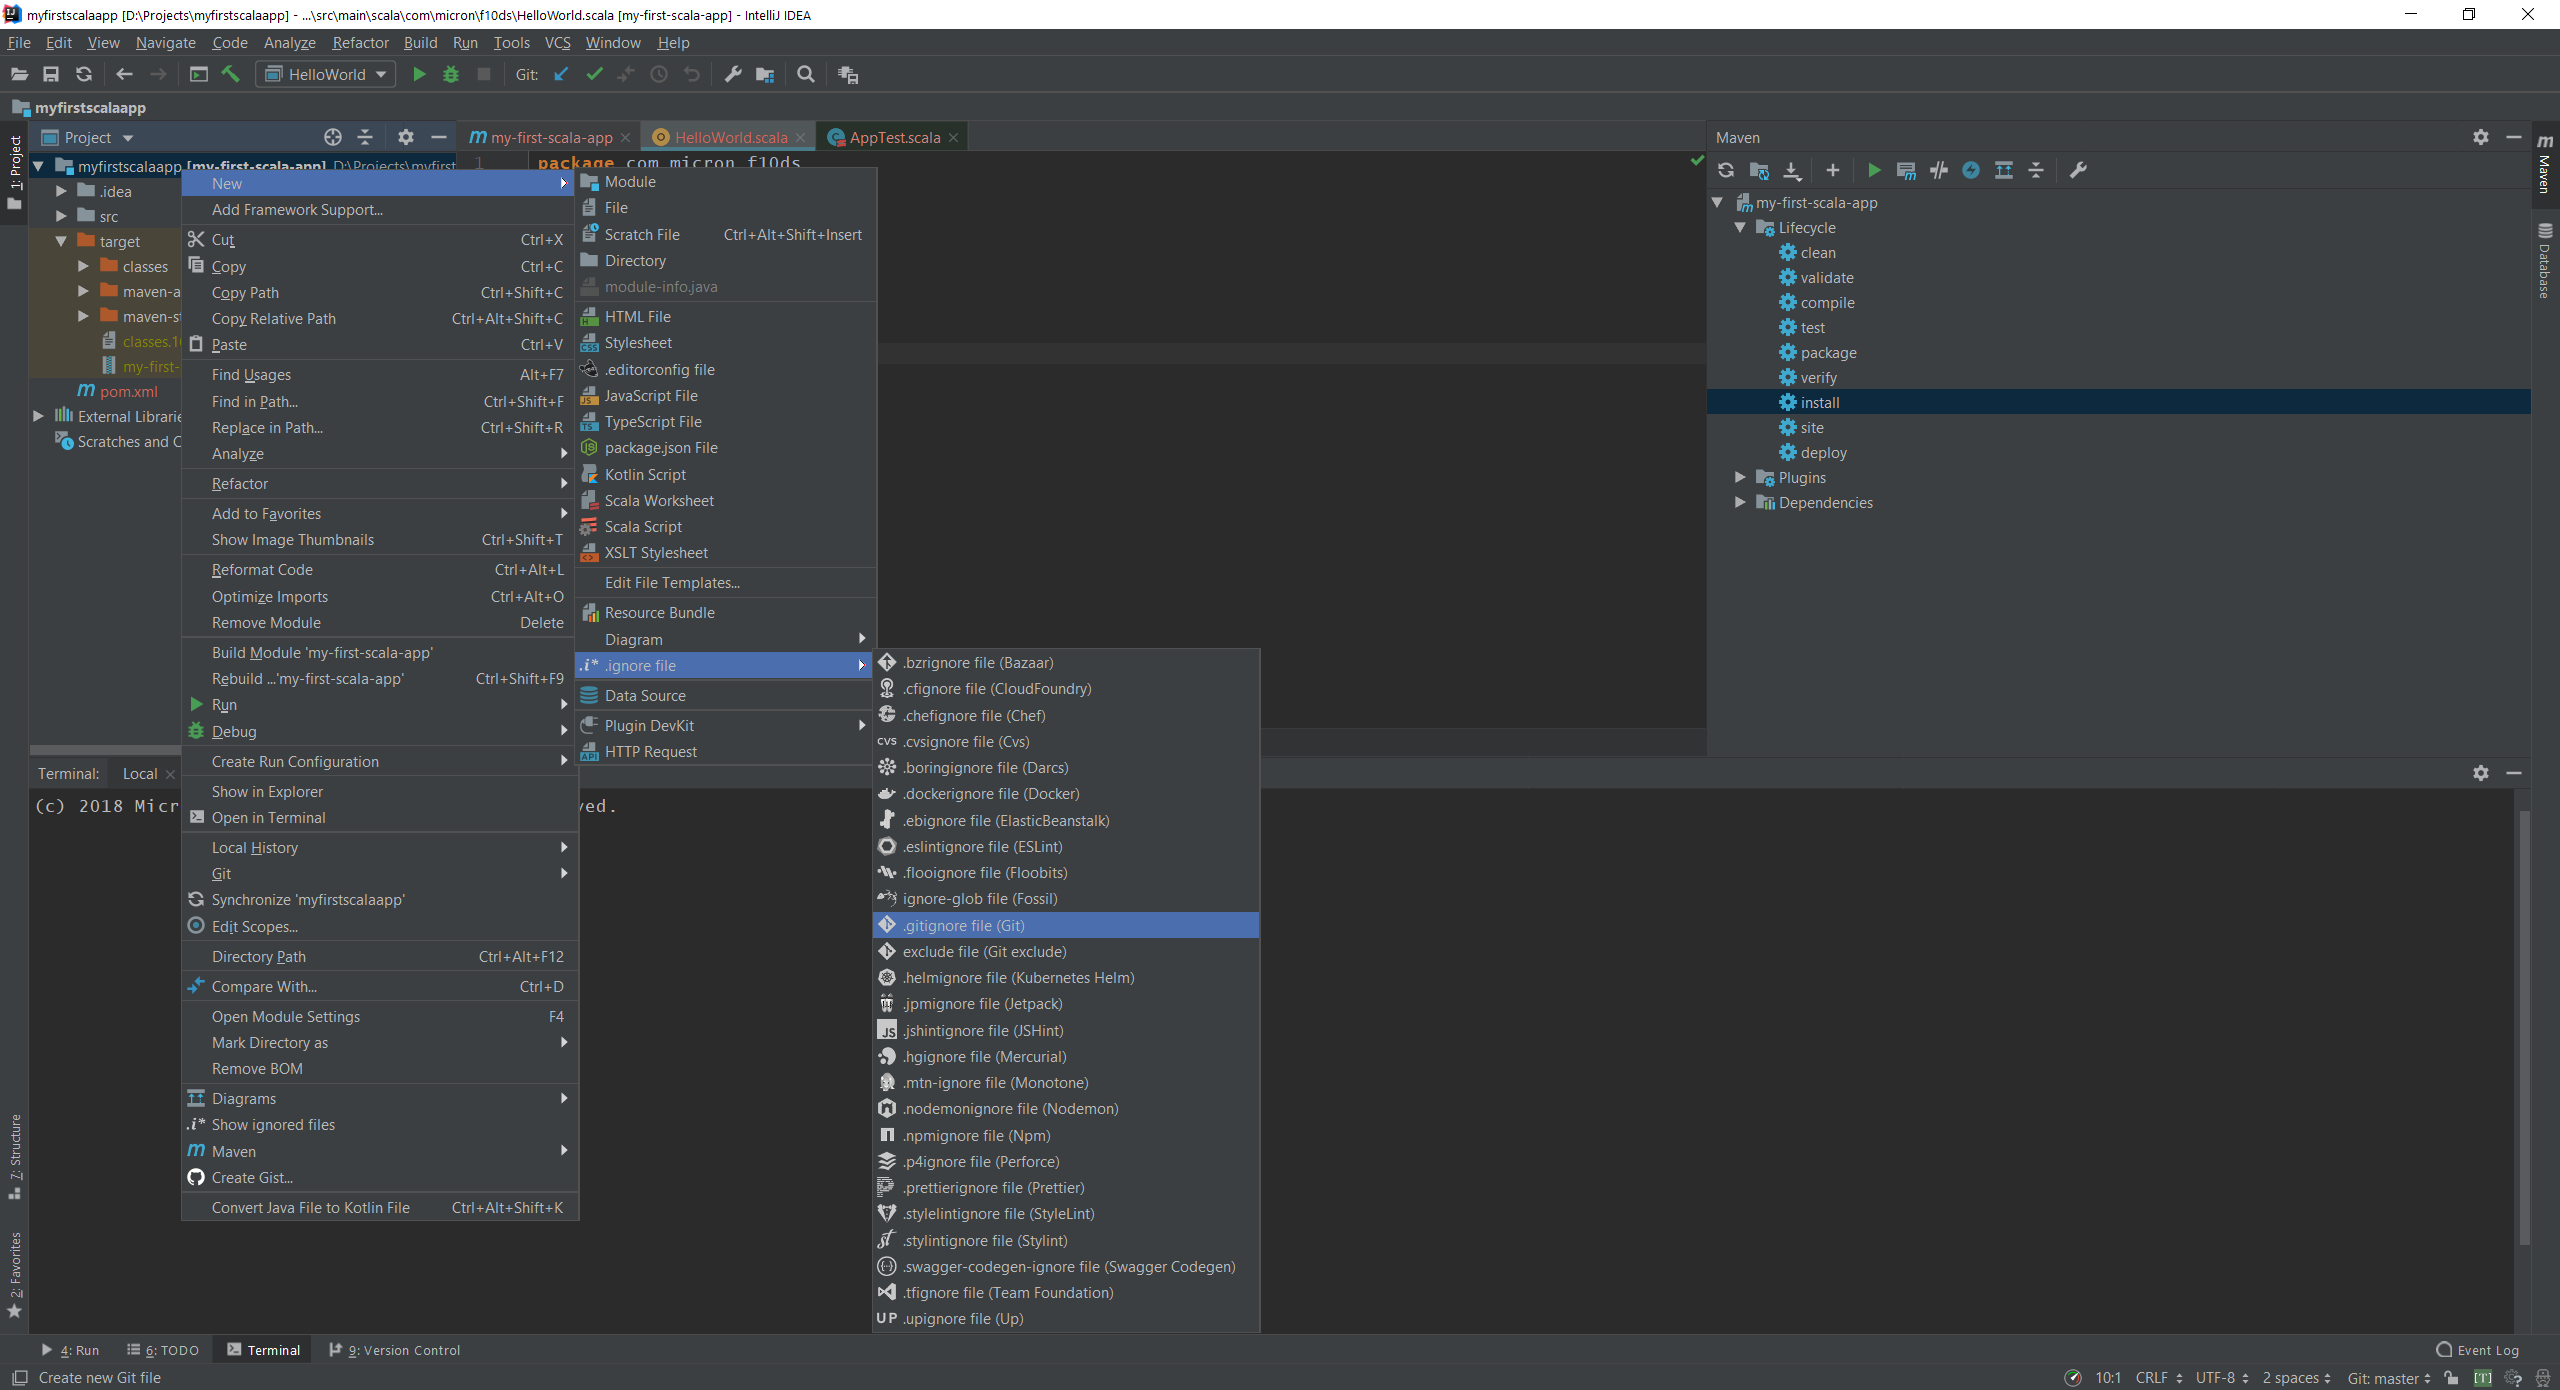 myfirstscalaapp [D:\Projects\myfirstscalaapp] - ...\src\main\scala\com\micron\f10ds\HelloWorld.scala [my-first-scala-app] - IntelliJ IDEA
File Edit View Navigate Code Analyze Refactor Build Run Tools VCS Window Help
HelloWorld Git:
myfirstscalaapp
1: Project
7: Structure
2: Favorites
Project
myfirstscalaapp [my-first-scala-app] D:\Projects\myfirst
.idea
src
target
classes
maven-a
maven-s
classes.1
my-first-
pom.xml
External Librarie
Scratches and C
my-first-scala-app HelloWorld.scala AppTest.scala
1 package com.micron.f10ds
New
Add Framework Support...
Cut Ctrl+X
Copy Ctrl+C
Copy Path Ctrl+Shift+C
Copy Relative Path Ctrl+Alt+Shift+C
Paste Ctrl+V
Find Usages Alt+F7
Find in Path... Ctrl+Shift+F
Replace in Path... Ctrl+Shift+R
Analyze
Refactor
Add to Favorites
Show Image Thumbnails Ctrl+Shift+T
Reformat Code Ctrl+Alt+L
Optimize Imports Ctrl+Alt+O
Remove Module Delete
Build Module 'my-first-scala-app'
Rebuild ...'my-first-scala-app' Ctrl+Shift+F9
Run
Debug
Create Run Configuration
Show in Explorer
Open in Terminal
Local History
Git
Synchronize 'myfirstscalaapp'
Edit Scopes...
Directory Path Ctrl+Alt+F12
Compare With... Ctrl+D
Open Module Settings F4
Mark Directory as
Remove BOM
Diagrams
.i* Show ignored files
Maven
Create Gist...
Convert Java File to Kotlin File Ctrl+Alt+Shift+K
Module
File
Scratch File Ctrl+Alt+Shift+Insert
Directory
module-info.java
HTML File
Stylesheet
.editorconfig file
JavaScript File
TypeScript File
package.json File
Kotlin Script
Scala Worksheet
Scala Script
XSLT Stylesheet
Edit File Templates...
Resource Bundle
Diagram
.i* .ignore file
Data Source
Plugin DevKit
HTTP Request
.bzrignore file (Bazaar)
.cfignore file (CloudFoundry)
.chefignore file (Chef)
CVS .cvsignore file (Cvs)
.boringignore file (Darcs)
.dockerignore file (Docker)
.ebignore file (ElasticBeanstalk)
.eslintignore file (ESLint)
.flooignore file (Floobits)
ignore-glob file (Fossil)
.gitignore file (Git)
exclude file (Git exclude)
.helmignore file (Kubernetes Helm)
.jpmignore file (Jetpack)
JS .jshintignore file (JSHint)
.hgignore file (Mercurial)
.mtn-ignore file (Monotone)
.nodemonignore file (Nodemon)
.npmignore file (Npm)
.p4ignore file (Perforce)
.prettierignore file (Prettier)
.stylelintignore file (StyleLint)
.stylintignore file (Stylint)
.swagger-codegen-ignore file (Swagger Codegen)
.tfignore file (Team Foundation)
UP .upignore file (Up)
Maven
my-first-scala-app
Lifecycle
clean
validate
compile
test
package
verify
install
site
deploy
Plugins
Dependencies
Maven
Database
Terminal: Local
(c) 2018 Micr
ved.
4: Run 6: TODO Terminal 9: Version Control Event Log
Create new Git file 10:1 CRLF UTF-8 2 spaces Git: master [T]